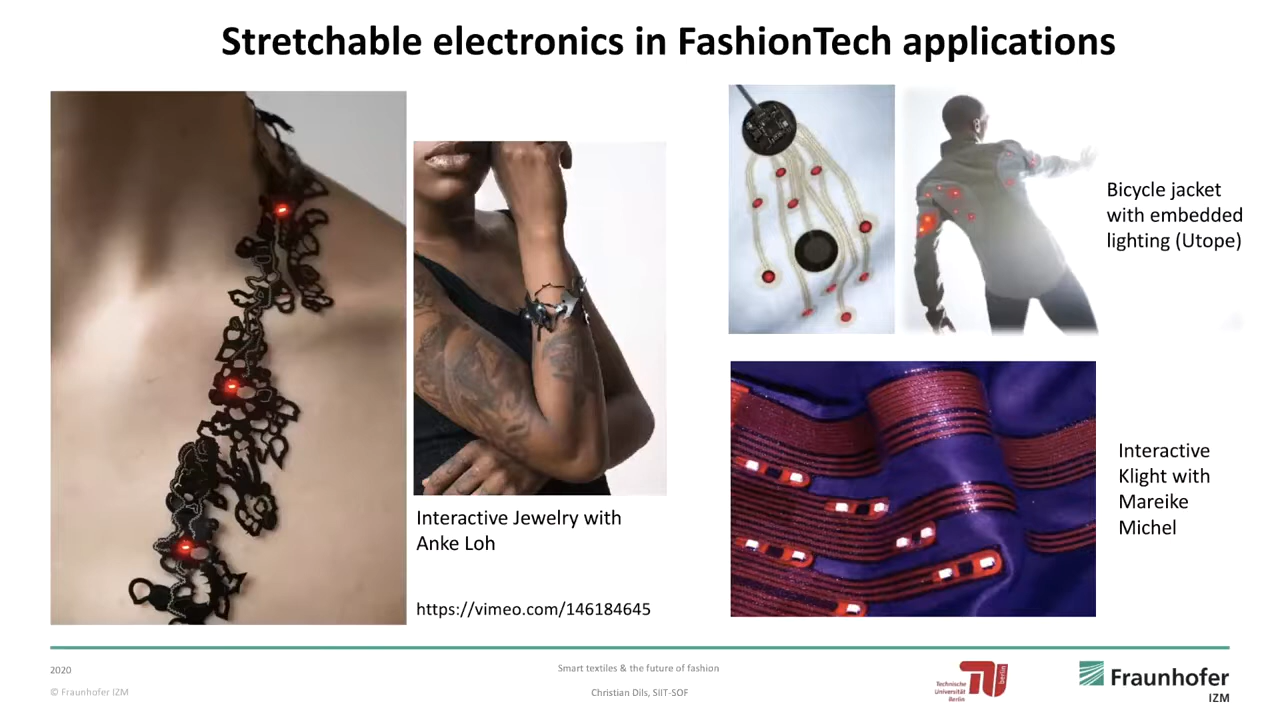 Stretchable electronics in FashionTech applications
Bicycle jacket
with embedded
lighting (Utope)
Interactive Jewelry with
Anke Loh
https://vimeo.com/146184645
Interactive
Klight with
Mareike
Michel
2020
© Fraunhofer IZM
Smart textiles & the future of fashion
Christian Dils, SIIT-SOF
Technische
Universität
Berlin
berlin
Fraunhofer
IZM